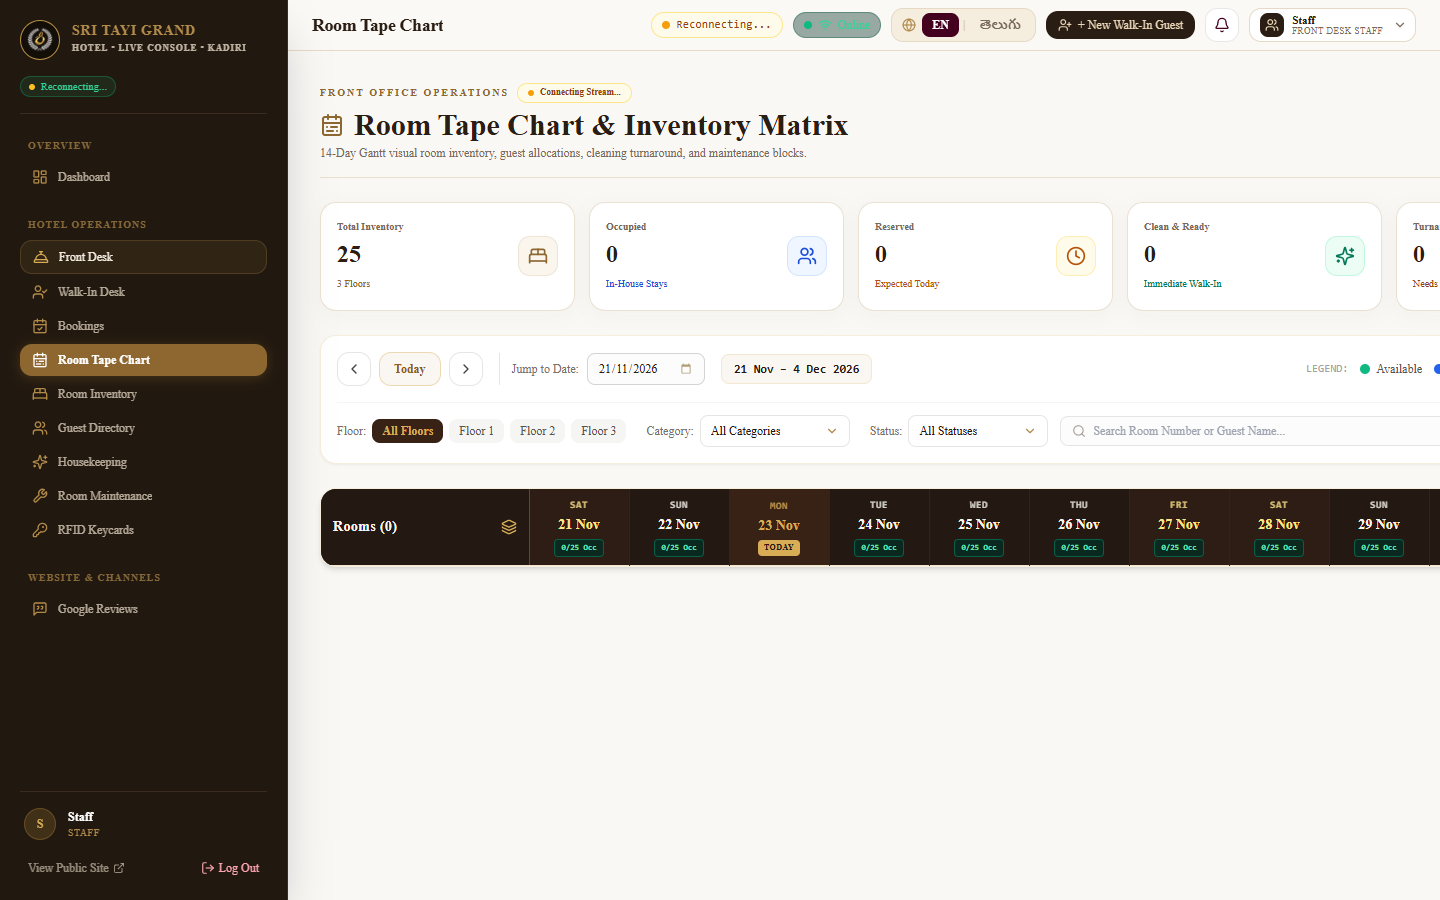 SRI TAYI GRAND
HOTEL • LIVE CONSOLE • KADIRI
Reconnecting...
OVERVIEW
Dashboard
HOTEL OPERATIONS
Front Desk
Walk-In Desk
Bookings
Room Tape Chart
Room Inventory
Guest Directory
Housekeeping
Room Maintenance
RFID Keycards
WEBSITE & CHANNELS
Google Reviews
S
Staff
STAFF
View Public Site
Log Out
Room Tape Chart
Reconnecting...
Online
EN
తెలుగు
+ New Walk-In Guest
Staff
FRONT DESK STAFF
FRONT OFFICE OPERATIONS
Connecting Stream...
Room Tape Chart & Inventory Matrix
14-Day Gantt visual room inventory, guest allocations, cleaning turnaround, and maintenance blocks.
Total Inventory
25
3 Floors
Occupied
0
In-House Stays
Reserved
0
Expected Today
Clean & Ready
0
Immediate Walk-In
Turna
0
Needs
Today
Jump to Date:
21/11/2026
21 Nov – 4 Dec 2026
LEGEND:
Available
Floor:
All Floors
Floor 1
Floor 2
Floor 3
Category:
All Categories
Status:
All Statuses
Search Room Number or Guest Name...
Rooms (0)
SAT
21 Nov
0/25 Occ
SUN
22 Nov
0/25 Occ
MON
23 Nov
TODAY
TUE
24 Nov
0/25 Occ
WED
25 Nov
0/25 Occ
THU
26 Nov
0/25 Occ
FRI
27 Nov
0/25 Occ
SAT
28 Nov
0/25 Occ
SUN
29 Nov
0/25 Occ